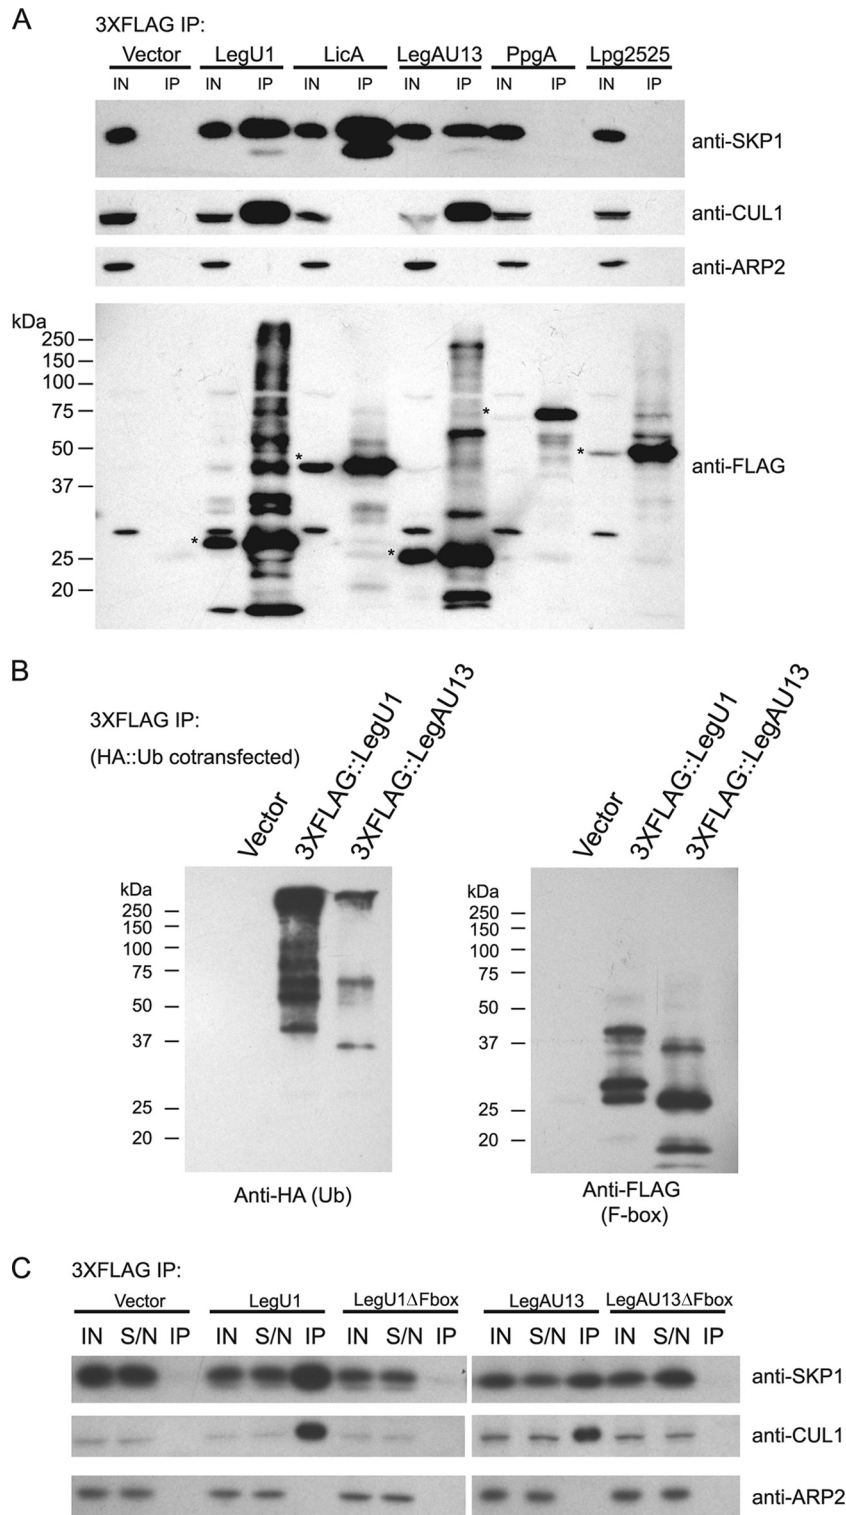 A
3XFLAG IP:
Vector LegU1 LicA LegAU13 PpgA Lpg2525
IN IP IN IP IN IP IN IP IN IP IN IP
anti-SKP1
anti-CUL1
anti-ARP2
kDa
250
150
100
75
*
50
*
*
anti-FLAG
37
*
*
25
20
B
3XFLAG IP:
(HA::Ub cotransfected)
Vector
3XFLAG::LegU1
3XFLAG::LegAU13
kDa
250
150
100
75
50
37
25
20
Anti-HA (Ub)
Vector
3XFLAG::LegU1
3XFLAG::LegAU13
kDa
250
150
100
75
50
37
25
20
Anti-FLAG
(F-box)
C
3XFLAG IP:
Vector LegU1 LegU1ΔFbox LegAU13 LegAU13ΔFbox
IN S/N IP IN S/N IP IN S/N IP IN S/N IP IN S/N IP
anti-SKP1
anti-CUL1
anti-ARP2